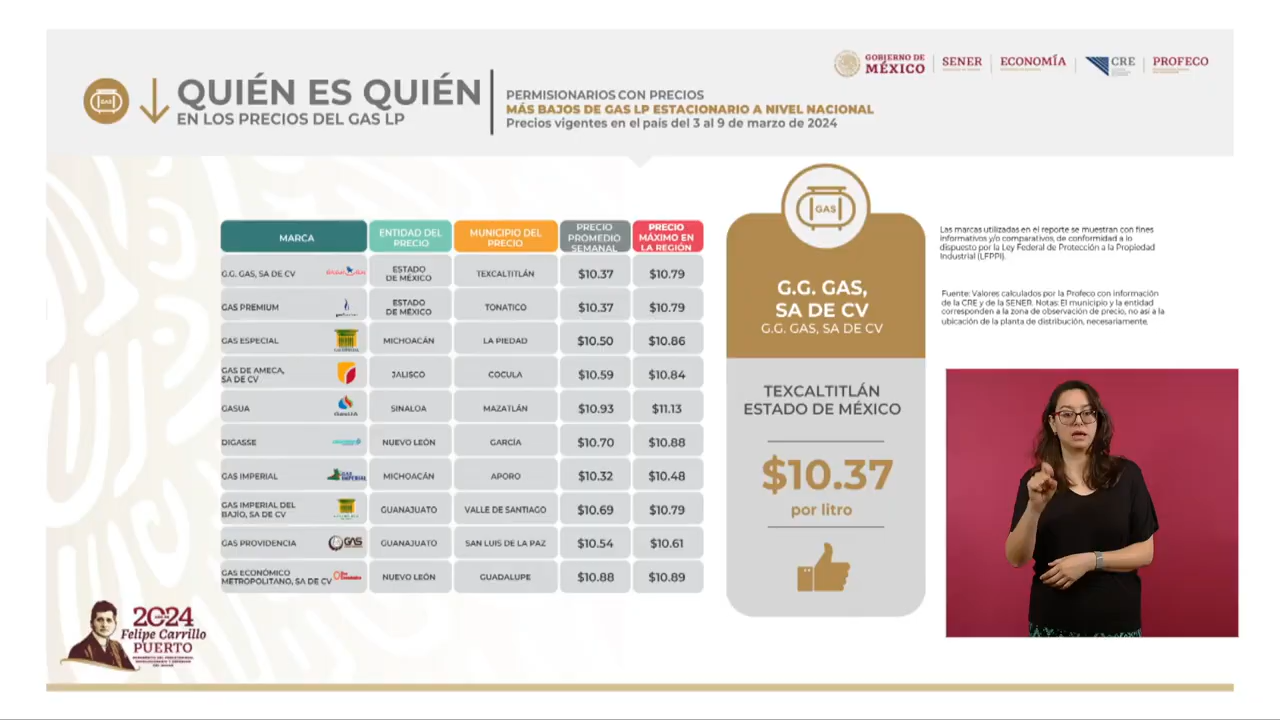 GAS
QUIÉN ES QUIÉN
EN LOS PRECIOS DEL GAS LP
PERMISIONARIOS CON PRECIOS
MÁS BAJOS DE GAS LP ESTACIONARIO A NIVEL NACIONAL
Precios vigentes en el país del 3 al 9 de marzo de 2024
GOBIERNO DE
MÉXICO
SENER
ECONOMÍA
CRE
PROFECO
MARCA
ENTIDAD DEL
PRECIO
MUNICIPIO DEL
PRECIO
PRECIO
PROMEDIO
SEMANAL
PRECIO
MÁXIMO EN
LA REGIÓN
G.G. GAS, SA DE CV ESTADO DE MÉXICO TEXCALTITLÁN $10.37 $10.79
GAS PREMIUM ESTADO DE MÉXICO TONATICO $10.37 $10.79
GAS ESPECIAL MICHOACÁN LA PIEDAD $10.50 $10.86
GAS DE AMECA, SA DE CV JALISCO COCULA $10.59 $10.84
GASUA SINALOA MAZATLÁN $10.93 $11.13
DIGASSE NUEVO LEÓN GARCÍA $10.70 $10.88
GAS IMPERIAL GAS IMPERIAL MICHOACÁN APORO $10.32 $10.48
GAS IMPERIAL DEL BAJÍO, SA DE CV GUANAJUATO VALLE DE SANTIAGO $10.69 $10.79
GAS PROVIDENCIA GAS GUANAJUATO SAN LUIS DE LA PAZ $10.54 $10.61
GAS ECONÓMICO METROPOLITANO, SA DE CV NUEVO LEÓN GUADALUPE $10.88 $10.89
GAS
G.G. GAS,
SA DE CV
G.G. GAS, SA DE CV
TEXCALTITLÁN
ESTADO DE MÉXICO
$10.37
por litro
Las marcas utilizadas en el reporte se muestran con fines
informativos y/o comparativos, de conformidad a lo
dispuesto por la Ley Federal de Protección a la Propiedad
Industrial (LFPPI).
Fuente: Valores calculados por la Profeco con información
de la CRE y de la SENER. Notas: El municipio y la entidad
corresponden a la zona de observación de precio, no así a la
ubicación de la planta de distribución, necesariamente.
2024
Felipe Carrillo
PUERTO